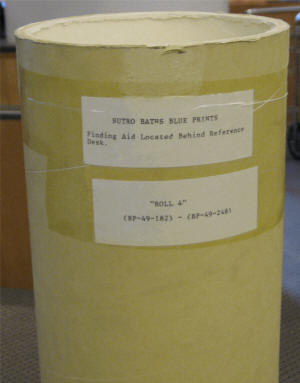 SUTRO BATHS BLUE PRINTS
Finding Aid Located Behind Reference
Desk.
"ROLL 4"
(BP-49-182) - (BP-49-248)